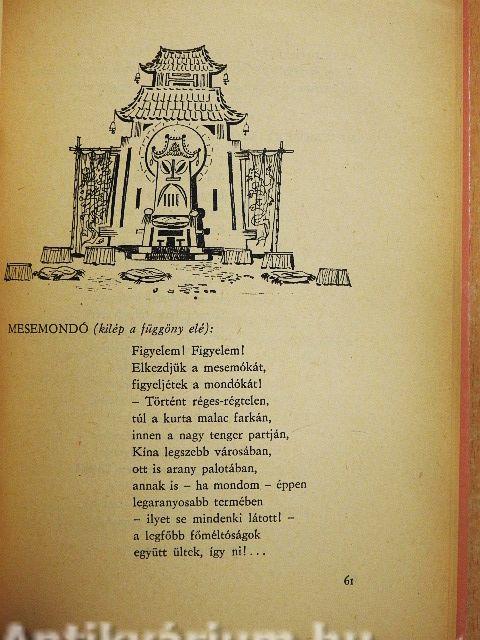 MESEMONDÓ (kilép a függöny elé):
Figyelem! Figyelem!
Elkezdjük a mesemókát,
figyeljétek a mondókát!
– Történt réges-régtelen,
túl a kurta malac farkán,
innen a nagy tenger partján,
Kína legszebb városában,
ott is arany palotában,
annak is – ha mondom – éppen
legaranyosabb termében
– ilyet se mindenki látott! –
a legfőbb főméltóságok
együtt ültek, így ni! . . .
61
Antikvárium.hu